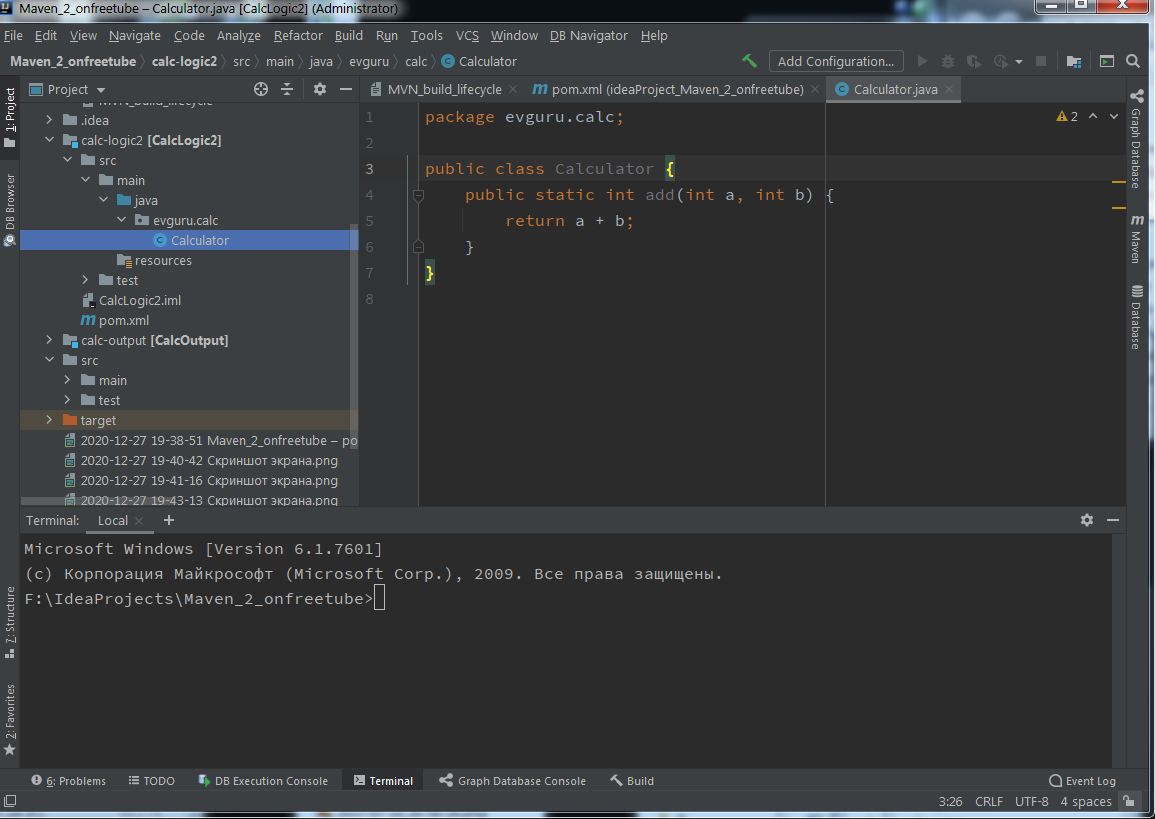 Maven_2_onfreetube – Calculator.java [CalcLogic2] (Administrator)
File Edit View Navigate Code Analyze Refactor Build Run Tools VCS Window DB Navigator Help
Maven_2_onfreetube calc-logic2 src main java evguru calc Calculator Add Configuration...
1: Project
DB Browser
7: Structure
2: Favorites
Project
MVN_build_lifecycle
.idea
calc-logic2 [CalcLogic2]
src
main
java
evguru.calc
Calculator
resources
test
CalcLogic2.iml
pom.xml
calc-output [CalcOutput]
src
main
test
target
2020-12-27 19-38-51 Maven_2_onfreetube – po
2020-12-27 19-40-42 Скриншот экрана.png
2020-12-27 19-41-16 Скриншот экрана.png
2020-12-27 19-43-13 Скриншот экрана.png
MVN_build_lifecycle pom.xml (ideaProject_Maven_2_onfreetube) Calculator.java
2
1 package evguru.calc;
2
3 public class Calculator {
4 public static int add(int a, int b) {
5 return a + b;
6 }
7 }
8
Graph Database
Maven
Database
Terminal: Local
Microsoft Windows [Version 6.1.7601]
(c) Корпорация Майкрософт (Microsoft Corp.), 2009. Все права защищены.
F:\IdeaProjects\Maven_2_onfreetube>
6: Problems TODO DB Execution Console Terminal Graph Database Console Build Event Log
3:26 CRLF UTF-8 4 spaces